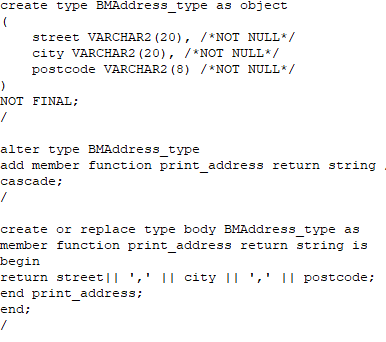 create type BMAddress_type as object
(
    street VARCHAR2(20), /*NOT NULL*/
    city VARCHAR2(20), /*NOT NULL*/
    postcode VARCHAR2(8) /*NOT NULL*/
)
NOT FINAL;
/

alter type BMAddress_type
add member function print_address return string ,
cascade;
/

create or replace type body BMAddress_type as
member function print_address return string is
begin
return street|| ',' || city || ',' || postcode;
end print_address;
end;
/